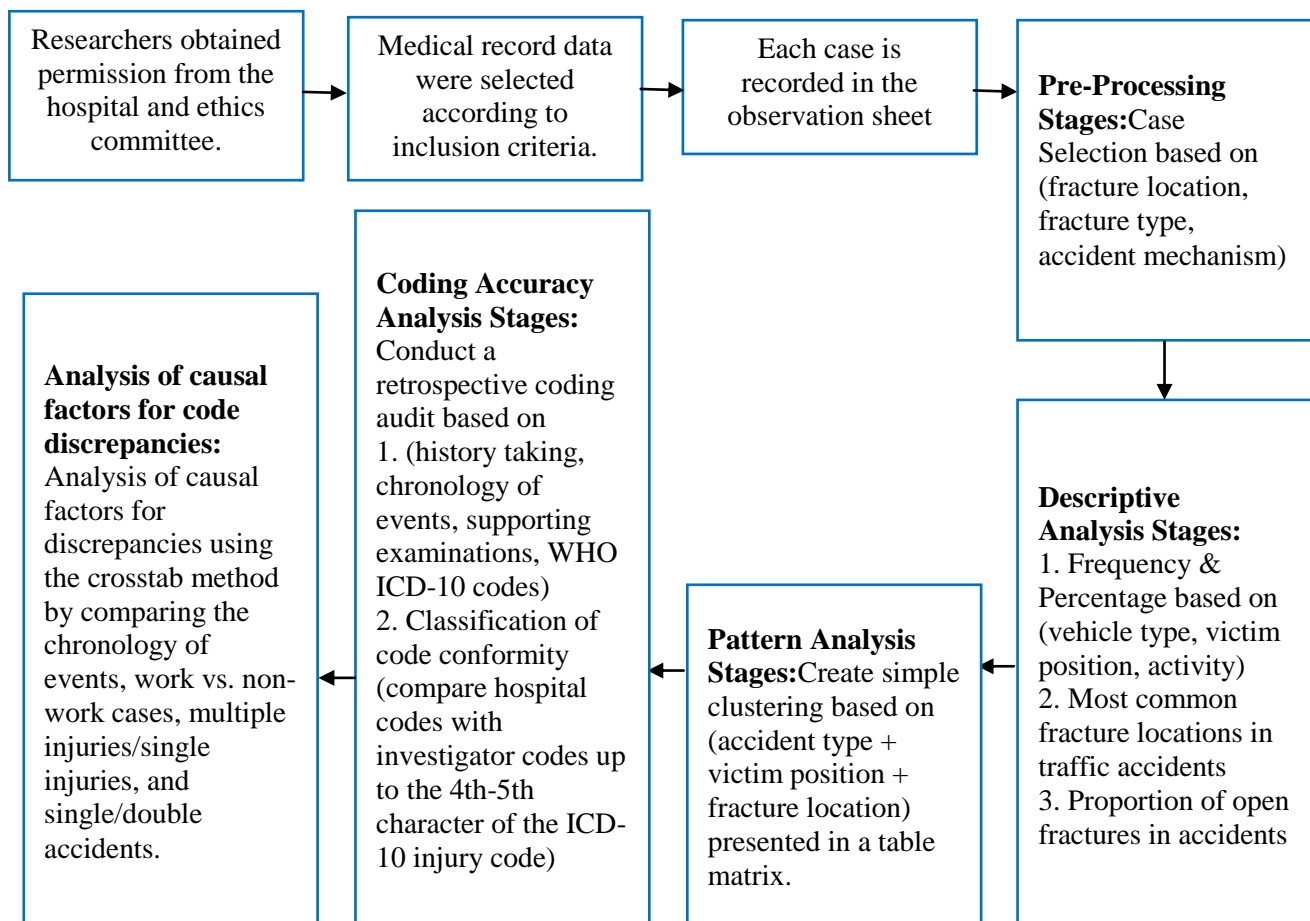 Researchers obtained
permission from the
hospital and ethics
committee.
Medical record data
were selected
according to
inclusion criteria.
Each case is
recorded in the
observation sheet
Pre-Processing
Stages:Case
Selection based on
(fracture location,
fracture type,
accident mechanism)
Descriptive
Analysis Stages:
1. Frequency &
Percentage based on
(vehicle type, victim
position, activity)
2. Most common
fracture locations in
traffic accidents
3. Proportion of open
fractures in accidents
Pattern Analysis
Stages:Create simple
clustering based on
(accident type +
victim position +
fracture location)
presented in a table
matrix.
Coding Accuracy
Analysis Stages:
Conduct a
retrospective coding
audit based on
1. (history taking,
chronology of
events, supporting
examinations, WHO
ICD-10 codes)
2. Classification of
code conformity
(compare hospital
codes with
investigator codes up
to the 4th-5th
character of the ICD-
10 injury code)
Analysis of causal
factors for code
discrepancies:
Analysis of causal
factors for
discrepancies using
the crosstab method
by comparing the
chronology of
events, work vs. non-
work cases, multiple
injuries/single
injuries, and
single/double
accidents.